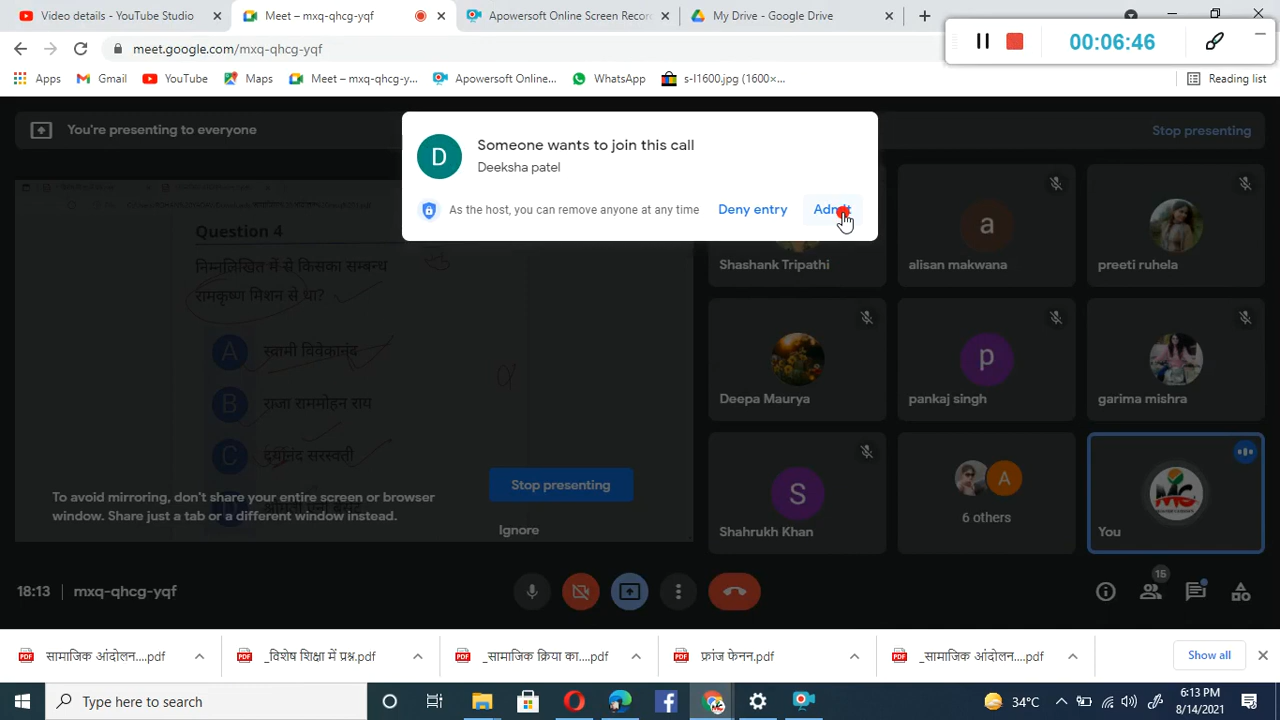 Video details - YouTube Studio
Meet – mxq-qhcg-yqf
Apowersoft Online Screen Recor
My Drive - Google Drive
00:06:46
meet.google.com/mxq-qhcg-yqf
Apps
Gmail
YouTube
Maps
Meet – mxq-qhcg-y...
Apowersoft Online...
WhatsApp
s-l1600.jpg (1600×...
Reading list
You're presenting to everyone
Stop presenting
D
Someone wants to join this call
Deeksha patel
As the host, you can remove anyone at any time
Deny entry
Admit
Question 4
निम्नलिखित में से किसका सम्बन्ध
रामकृष्ण मिशन से था?
A
स्वामी विवेकानंद
B
राजा राममोहन राय
C
दयानंद सरस्वती
To avoid mirroring, don't share your entire screen or browser
window. Share just a tab or a different window instead.
Stop presenting
Ignore
Shashank Tripathi
a
alisan makwana
preeti ruhela
Deepa Maurya
p
pankaj singh
garima mishra
S
Shahrukh Khan
A
6 others
You
18:13
mxq-qhcg-yqf
15
सामाजिक आंदोलन....pdf
_विशेष शिक्षा में प्रश्न.pdf
_सामाजिक क्रिया का....pdf
फ्रांज फेनन.pdf
_सामाजिक आंदोलन....pdf
Show all
Type here to search
34°C
6:13 PM
8/14/2021